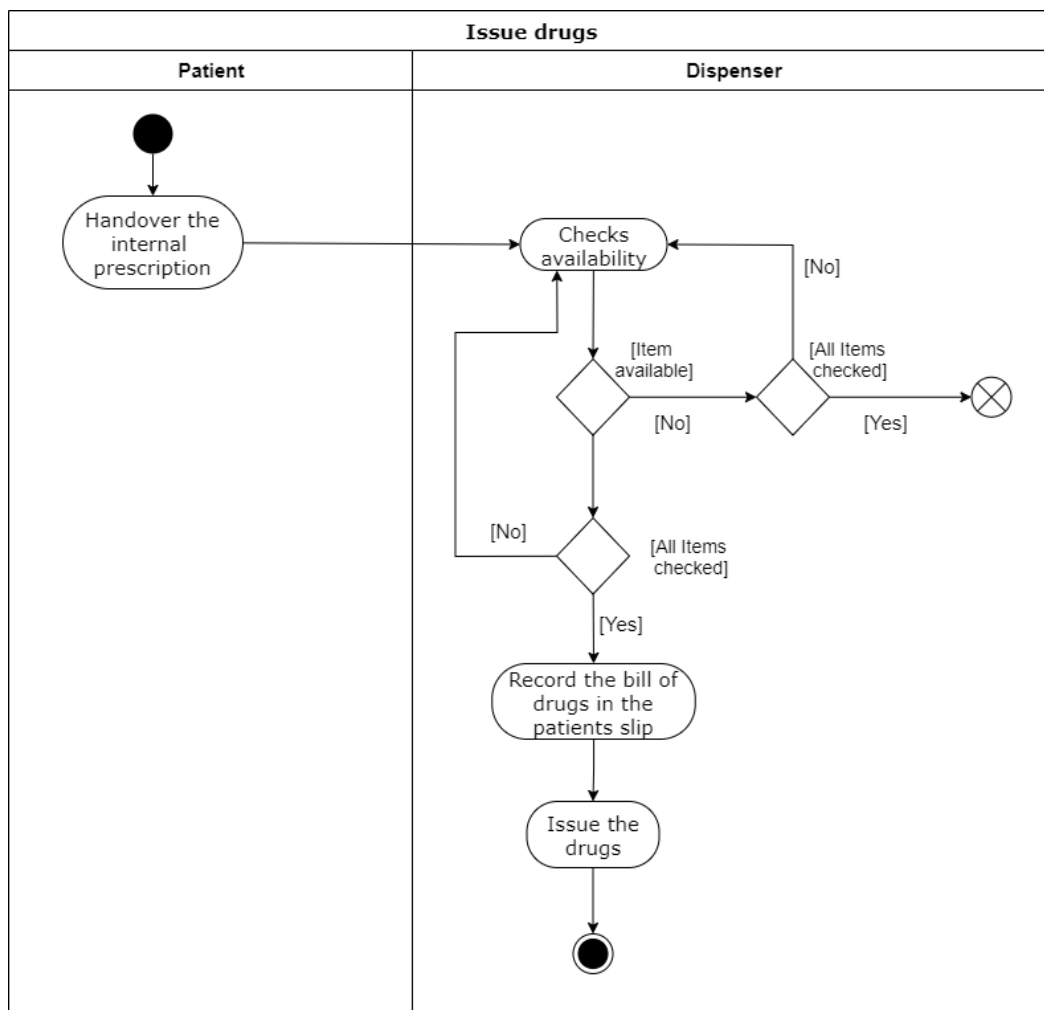 Issue drugs
Patient
Dispenser
Handover the
internal
prescription
Checks
availability
[No]
[Item
available]
[All Items
checked]
[No]
[Yes]
[No]
[All Items
checked]
[Yes]
Record the bill of
drugs in the
patients slip
Issue the
drugs